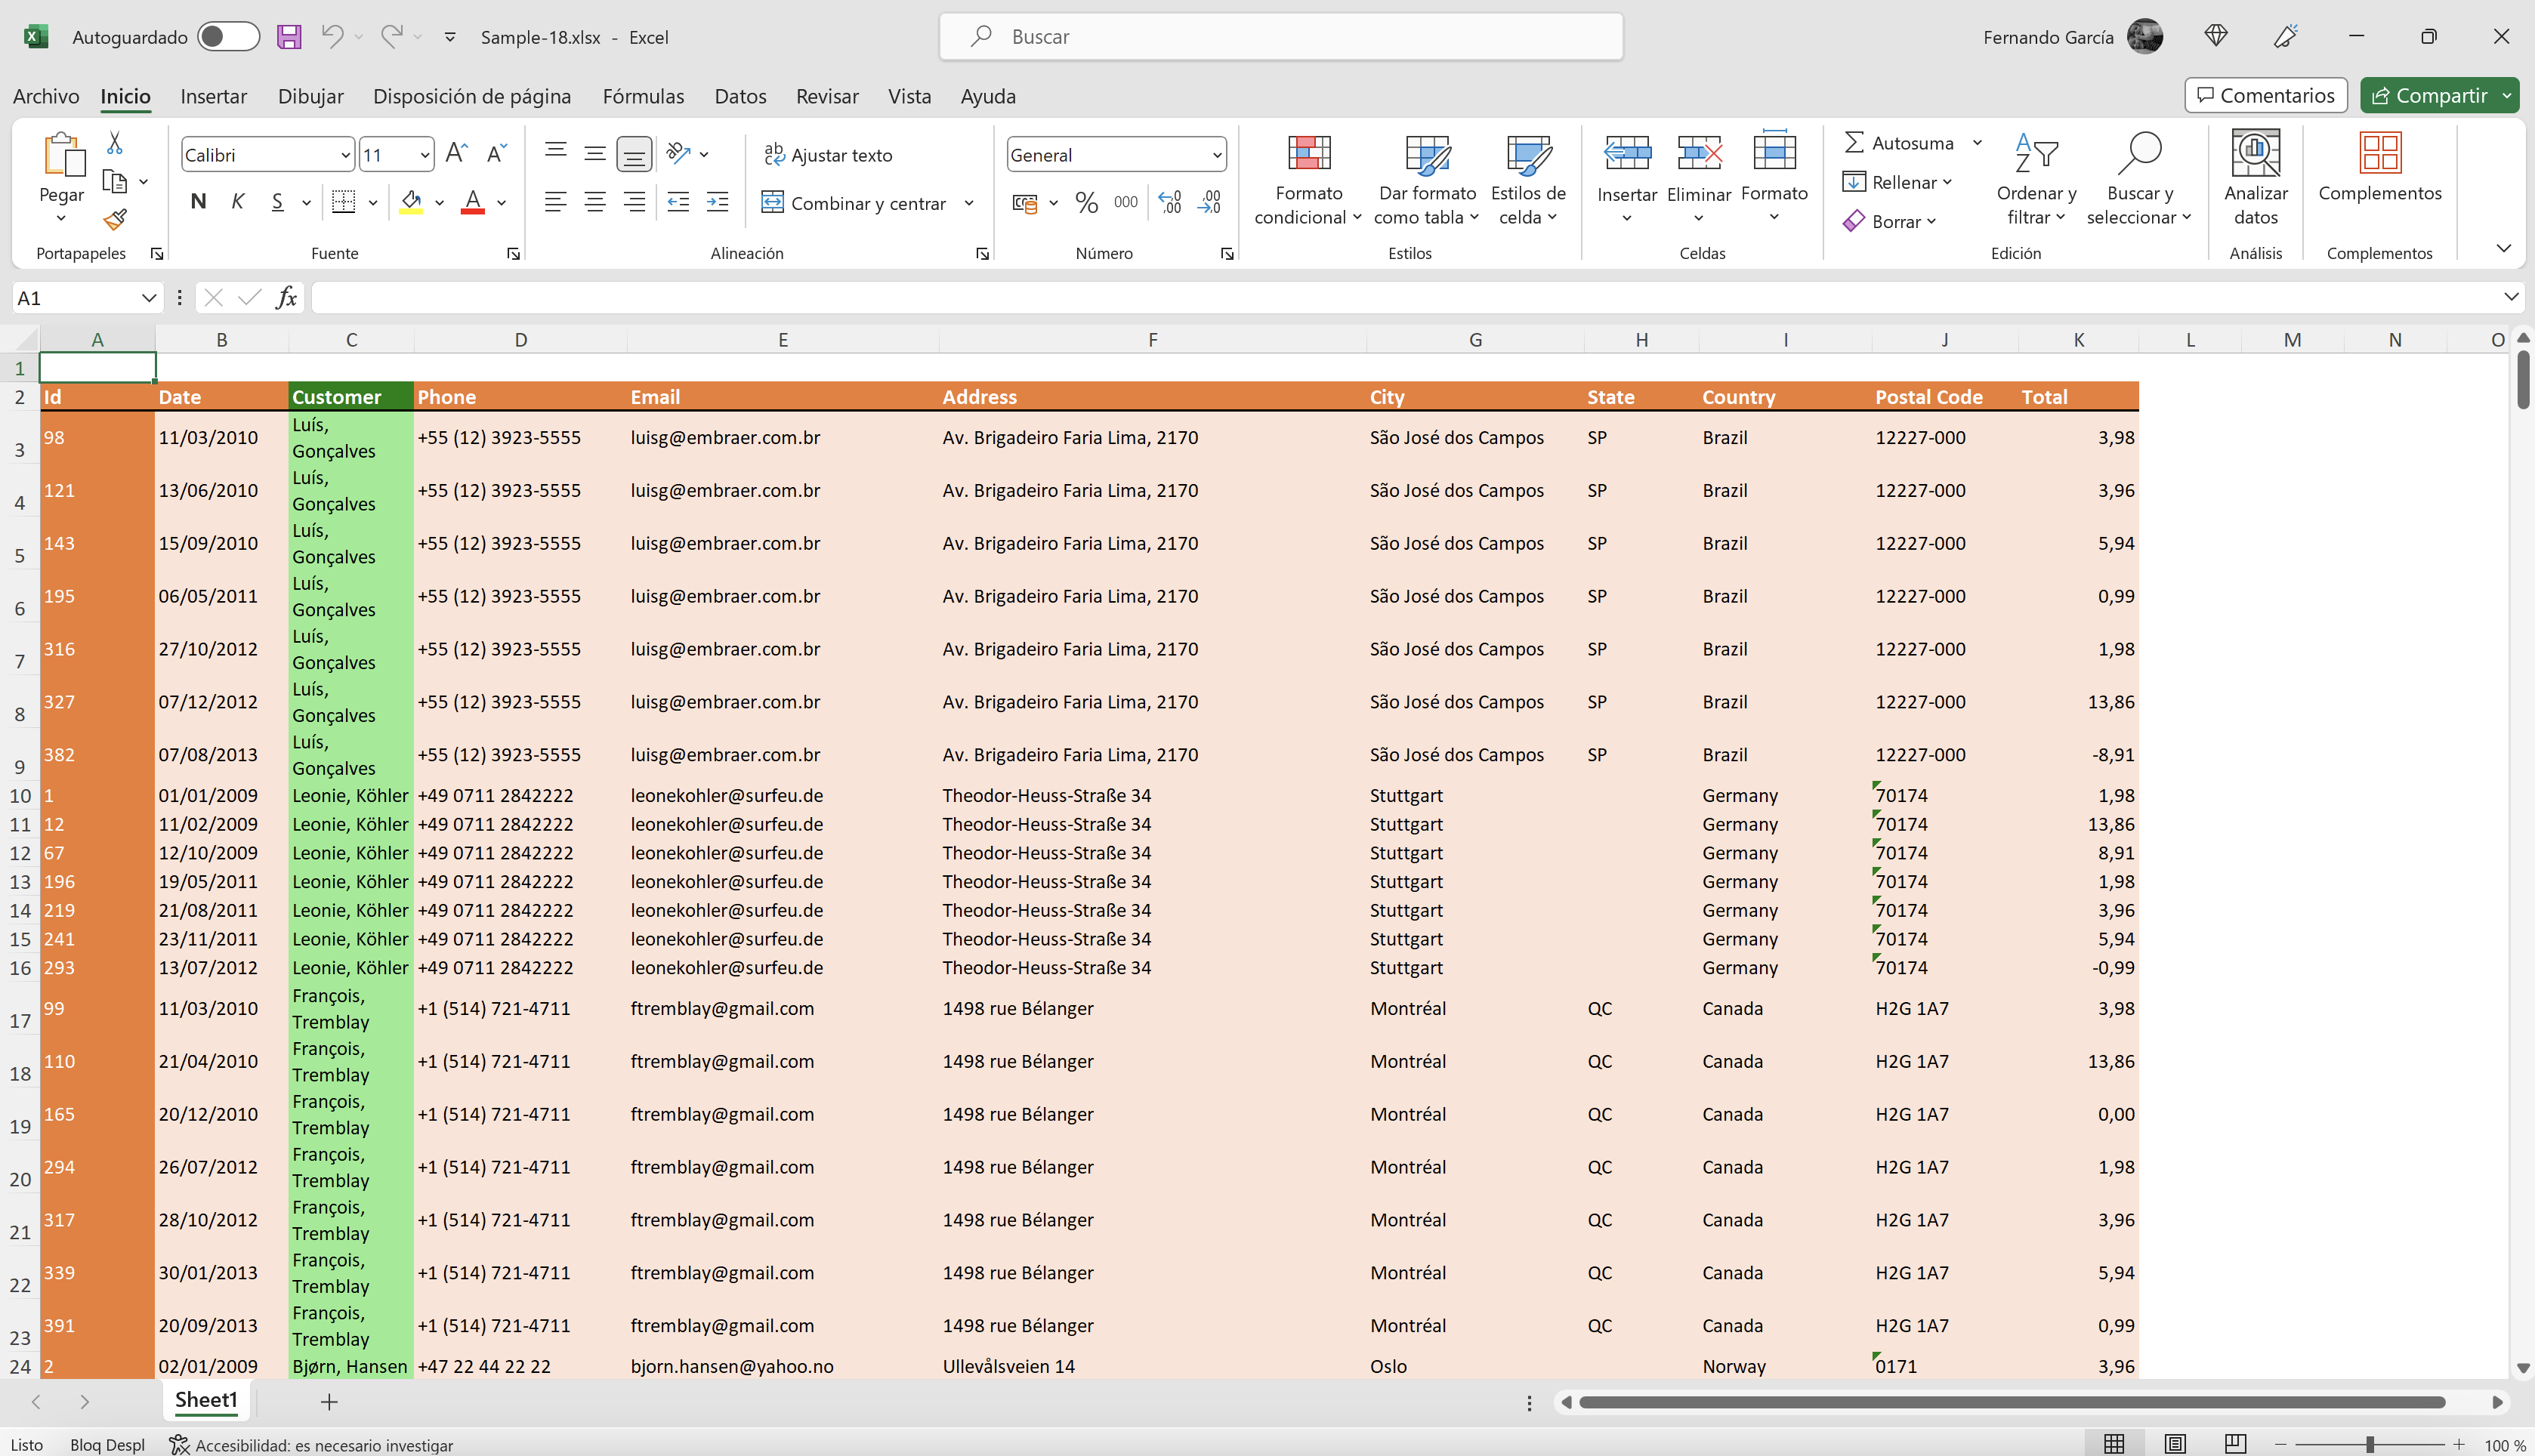 Autoguardado Sample-18.xlsx - Excel Buscar Fernando García
Archivo Inicio Insertar Dibujar Disposición de página Fórmulas Datos Revisar Vista Ayuda Comentarios Compartir
Pegar
Portapapeles
Calibri 11
N K S
Fuente
Ajustar texto
Combinar y centrar
Alineación
General
% 000
Número
Formato condicional
Dar formato como tabla
Estilos de celda
Estilos
Insertar Eliminar Formato
Celdas
Autosuma
Rellenar
Borrar
Ordenar y filtrar
Buscar y seleccionar
Edición
Analizar datos
Análisis
Complementos
Complementos
A1 fx
A B C D E F G H I J K L M N O
1
2 Id Date Customer Phone Email Address City State Country Postal Code Total
3 98 11/03/2010 Luís, Gonçalves +55 (12) 3923-5555 luisg@embraer.com.br Av. Brigadeiro Faria Lima, 2170 São José dos Campos SP Brazil 12227-000 3,98
4 121 13/06/2010 Luís, Gonçalves +55 (12) 3923-5555 luisg@embraer.com.br Av. Brigadeiro Faria Lima, 2170 São José dos Campos SP Brazil 12227-000 3,96
5 143 15/09/2010 Luís, Gonçalves +55 (12) 3923-5555 luisg@embraer.com.br Av. Brigadeiro Faria Lima, 2170 São José dos Campos SP Brazil 12227-000 5,94
6 195 06/05/2011 Luís, Gonçalves +55 (12) 3923-5555 luisg@embraer.com.br Av. Brigadeiro Faria Lima, 2170 São José dos Campos SP Brazil 12227-000 0,99
7 316 27/10/2012 Luís, Gonçalves +55 (12) 3923-5555 luisg@embraer.com.br Av. Brigadeiro Faria Lima, 2170 São José dos Campos SP Brazil 12227-000 1,98
8 327 07/12/2012 Luís, Gonçalves +55 (12) 3923-5555 luisg@embraer.com.br Av. Brigadeiro Faria Lima, 2170 São José dos Campos SP Brazil 12227-000 13,86
9 382 07/08/2013 Luís, Gonçalves +55 (12) 3923-5555 luisg@embraer.com.br Av. Brigadeiro Faria Lima, 2170 São José dos Campos SP Brazil 12227-000 -8,91
10 1 01/01/2009 Leonie, Köhler +49 0711 2842222 leonekohler@surfeu.de Theodor-Heuss-Straße 34 Stuttgart Germany 70174 1,98
11 12 11/02/2009 Leonie, Köhler +49 0711 2842222 leonekohler@surfeu.de Theodor-Heuss-Straße 34 Stuttgart Germany 70174 13,86
12 67 12/10/2009 Leonie, Köhler +49 0711 2842222 leonekohler@surfeu.de Theodor-Heuss-Straße 34 Stuttgart Germany 70174 8,91
13 196 19/05/2011 Leonie, Köhler +49 0711 2842222 leonekohler@surfeu.de Theodor-Heuss-Straße 34 Stuttgart Germany 70174 1,98
14 219 21/08/2011 Leonie, Köhler +49 0711 2842222 leonekohler@surfeu.de Theodor-Heuss-Straße 34 Stuttgart Germany 70174 3,96
15 241 23/11/2011 Leonie, Köhler +49 0711 2842222 leonekohler@surfeu.de Theodor-Heuss-Straße 34 Stuttgart Germany 70174 5,94
16 293 13/07/2012 Leonie, Köhler +49 0711 2842222 leonekohler@surfeu.de Theodor-Heuss-Straße 34 Stuttgart Germany 70174 -0,99
17 99 11/03/2010 François, Tremblay +1 (514) 721-4711 ftremblay@gmail.com 1498 rue Bélanger Montréal QC Canada H2G 1A7 3,98
18 110 21/04/2010 François, Tremblay +1 (514) 721-4711 ftremblay@gmail.com 1498 rue Bélanger Montréal QC Canada H2G 1A7 13,86
19 165 20/12/2010 François, Tremblay +1 (514) 721-4711 ftremblay@gmail.com 1498 rue Bélanger Montréal QC Canada H2G 1A7 0,00
20 294 26/07/2012 François, Tremblay +1 (514) 721-4711 ftremblay@gmail.com 1498 rue Bélanger Montréal QC Canada H2G 1A7 1,98
21 317 28/10/2012 François, Tremblay +1 (514) 721-4711 ftremblay@gmail.com 1498 rue Bélanger Montréal QC Canada H2G 1A7 3,96
22 339 30/01/2013 François, Tremblay +1 (514) 721-4711 ftremblay@gmail.com 1498 rue Bélanger Montréal QC Canada H2G 1A7 5,94
23 391 20/09/2013 François, Tremblay +1 (514) 721-4711 ftremblay@gmail.com 1498 rue Bélanger Montréal QC Canada H2G 1A7 0,99
24 2 02/01/2009 Bjørn, Hansen +47 22 44 22 22 bjorn.hansen@yahoo.no Ullevålsveien 14 Oslo Norway 0171 3,96
Sheet1
Listo Bloq Despl Accesibilidad: es necesario investigar 100 %